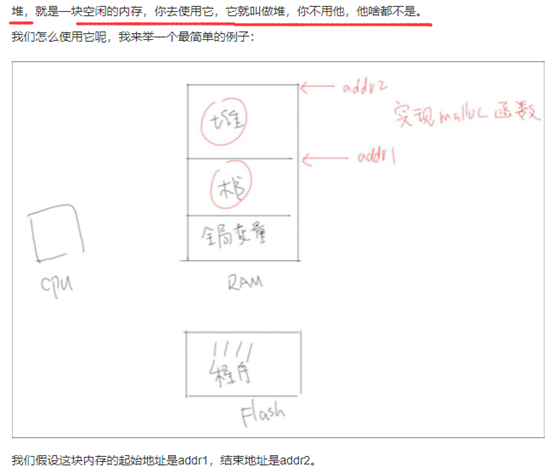 堆，就是一块空闲的内存，你去使用它，它就叫做堆，你不用他，他啥都不是。
我们怎么使用它呢，我来举一个最简单的例子：
addr2
堆
实现malluc函数
addr1
栈
全局变量
CPU
RAM
程序
Flash
我们假设这块内存的起始地址是addr1，结束地址是addr2。